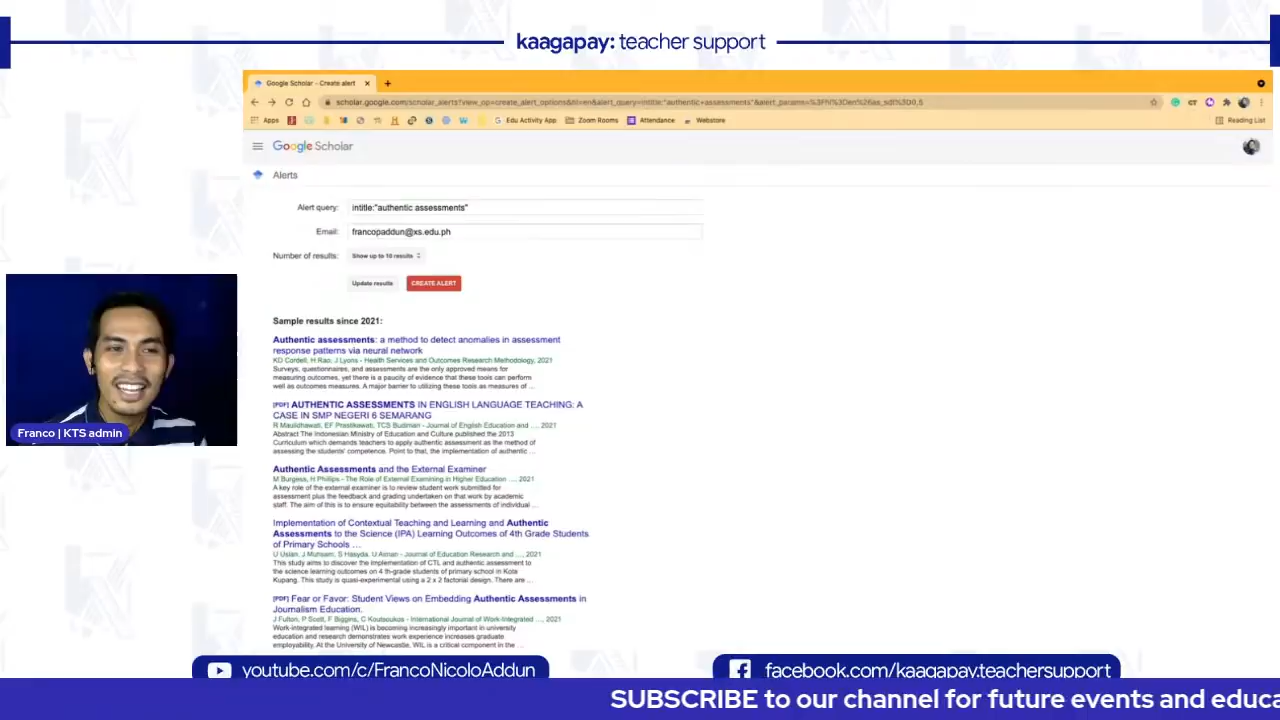 kaagapay: teacher support
Google Scholar - Create alert
scholar.google.com/scholar_alerts?view_op=create_alert_options&hl=en&alert_query=intitle:"authentic+assessments"&alert_params=%3Fhl%3Den%26as_sdt%3D0,5
Apps
Edu Activity App
Zoom Rooms
Attendance
Webstore
Reading List
Google Scholar
Alerts
Alert query: intitle:"authentic assessments"
Email: francopaddun@xs.edu.ph
Number of results: Show up to 10 results
Update results CREATE ALERT
Sample results since 2021:
Authentic assessments: a method to detect anomalies in assessment
response patterns via neural network
KD Cordell, H Rao, J Lyons - Health Services and Outcomes Research Methodology, 2021
Surveys, questionnaires, and assessments are the only approved means for
measuring outcomes, yet there is a paucity of evidence that these tools can perform
well as outcomes measures. A major barrier to utilizing these tools as measures of ...
[PDF] AUTHENTIC ASSESSMENTS IN ENGLISH LANGUAGE TEACHING: A
CASE IN SMP NEGERI 6 SEMARANG
R Maulidhawati, EF Prastikawati, TCS Budiman - Journal of English Education and ..., 2021
Abstract The Indonesian Ministry of Education and Culture published the 2013
Curriculum which demands teachers to apply authentic assessment as the method of
assessing the students' competence. Point to that, the implementation of authentic ...
Authentic Assessments and the External Examiner
M Burgess, H Phillips - The Role of External Examining in Higher Education ..., 2021
A key role of the external examiner is to review student work submitted for
assessment plus the feedback and grading undertaken on that work by academic
staff. The aim of this is to ensure equitability between the assessments of individual ...
Implementation of Contextual Teaching and Learning and Authentic
Assessments to the Science (IPA) Learning Outcomes of 4th Grade Students
of Primary Schools ...
U Uslan, J Muhsam, S Hasyda, U Aiman - Journal of Education Research and ..., 2021
This study aims to discover the implementation of CTL and authentic assessment to
the science learning outcomes on 4 th-grade students of primary school in Kota
Kupang. This study is quasi-experimental using a 2 x 2 factorial design. There are ...
[PDF] Fear or Favor: Student Views on Embedding Authentic Assessments in
Journalism Education.
J Fulton, P Scott, F Biggins, C Koutsoukos - International Journal of Work-Integrated ..., 2021
Work-integrated learning (WIL) is becoming increasingly important in university
education and research demonstrates work experience increases graduate
employability. At the University of Newcastle, WIL is a critical component in the ...
Franco | KTS admin
youtube.com/c/FrancoNicoloAddun
facebook.com/kaagapay.teachersupport
SUBSCRIBE to our channel for future events and educa